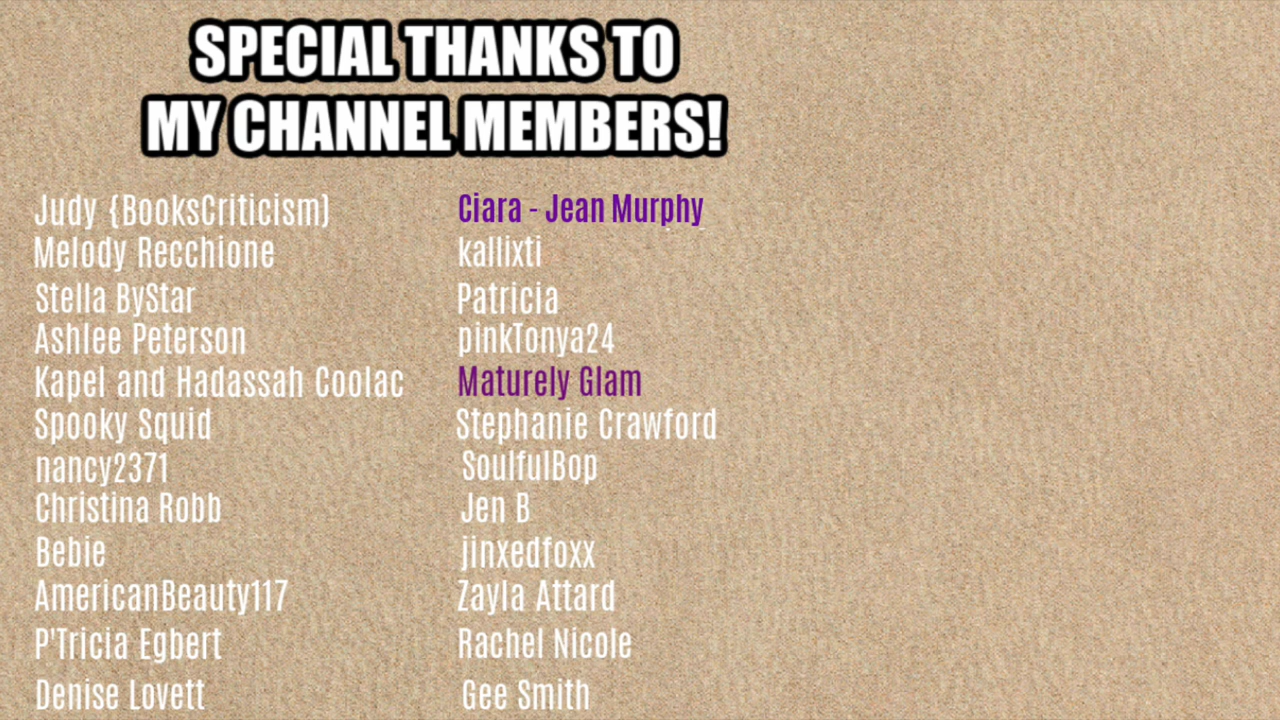 SPECIAL THANKS TO
MY CHANNEL MEMBERS!
Judy {BooksCriticism)
Melody Recchione
Stella ByStar
Ashlee Peterson
Kapel and Hadassah Coolac
Spooky Squid
nancy2371
Christina Robb
Bebie
AmericanBeauty117
P'Tricia Egbert
Denise Lovett
Ciara - Jean Murphy
kallixti
Patricia
pinkTonya24
Maturely Glam
Stephanie Crawford
SoulfulBop
Jen B
jinxedfoxx
Zayla Attard
Rachel Nicole
Gee Smith